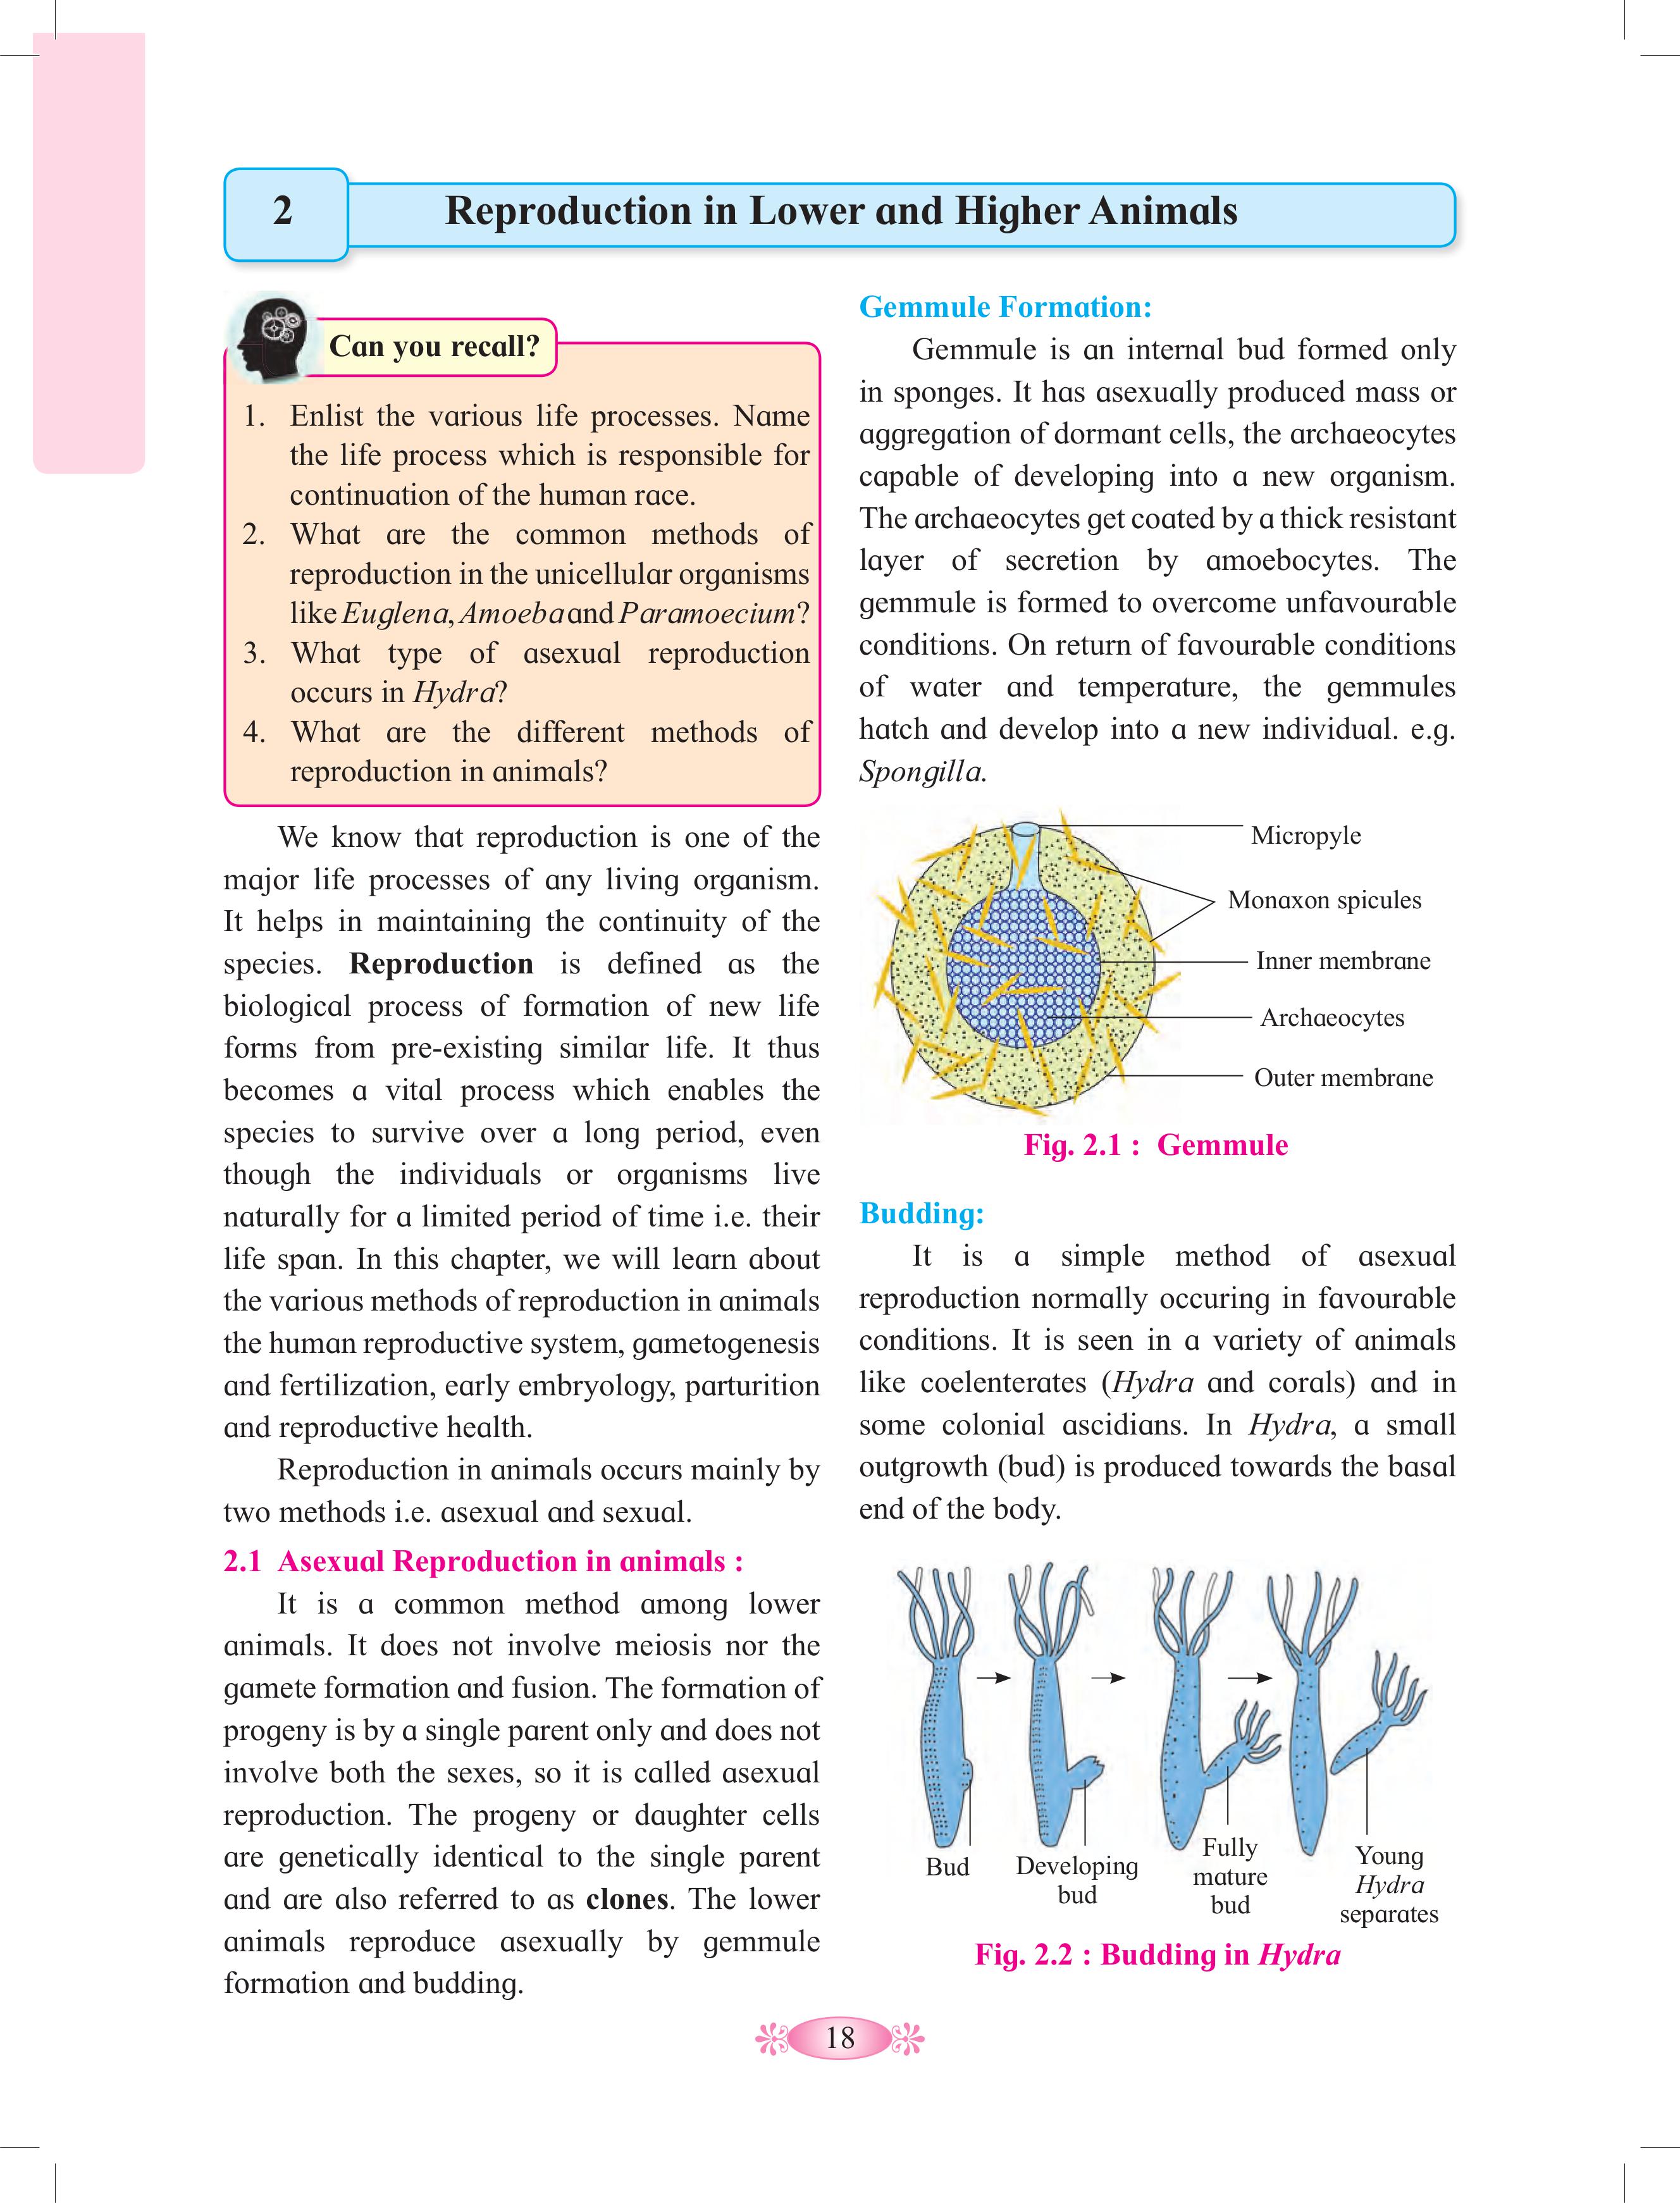 2
Reproduction in Lower and Higher Animals
Can you recall?
1. Enlist the various life processes. Name
the life process which is responsible for
continuation of the human race.
2. What are the common methods of
reproduction in the unicellular organisms
like Euglena, Amoeba and Paramoecium?
3. What type of asexual reproduction
occurs in Hydra?
4. What are the different methods of
reproduction in animals?
We know that reproduction is one of the
major life processes of any living organism.
It helps in maintaining the continuity of the
species. Reproduction is defined as the
biological process of formation of new life
forms from pre-existing similar life. It thus
becomes a vital process which enables the
species to survive over a long period, even
though the individuals or organisms live
naturally for a limited period of time i.e. their
life span. In this chapter, we will learn about
the various methods of reproduction in animals
the human reproductive system, gametogenesis
and fertilization, early embryology, parturition
and reproductive health.
Reproduction in animals occurs mainly by
two methods i.e. asexual and sexual.
2.1 Asexual Reproduction in animals :
It is a common method among lower
animals. It does not involve meiosis nor the
gamete formation and fusion. The formation of
progeny is by a single parent only and does not
involve both the sexes, so it is called asexual
reproduction. The progeny or daughter cells
are genetically identical to the single parent
and are also referred to as clones. The lower
animals reproduce asexually by gemmule
formation and budding.
Gemmule Formation:
Gemmule is an internal bud formed only
in sponges. It has asexually produced mass or
aggregation of dormant cells, the archaeocytes
capable of developing into a new organism.
The archaeocytes get coated by a thick resistant
layer of secretion by amoebocytes. The
gemmule is formed to overcome unfavourable
conditions. On return of favourable conditions
of water and temperature, the gemmules
hatch and develop into a new individual. e.g.
Spongilla.
Micropyle
Monaxon spicules
Inner membrane
Archaeocytes
Outer membrane
Fig. 2.1 : Gemmule
Budding:
It is a simple method of asexual
reproduction normally occuring in favourable
conditions. It is seen in a variety of animals
like coelenterates (Hydra and corals) and in
some colonial ascidians. In Hydra, a small
outgrowth (bud) is produced towards the basal
end of the body.
Bud
Developing
bud
Fully
mature
bud
Young
Hydra
separates
Fig. 2.2 : Budding in Hydra
18